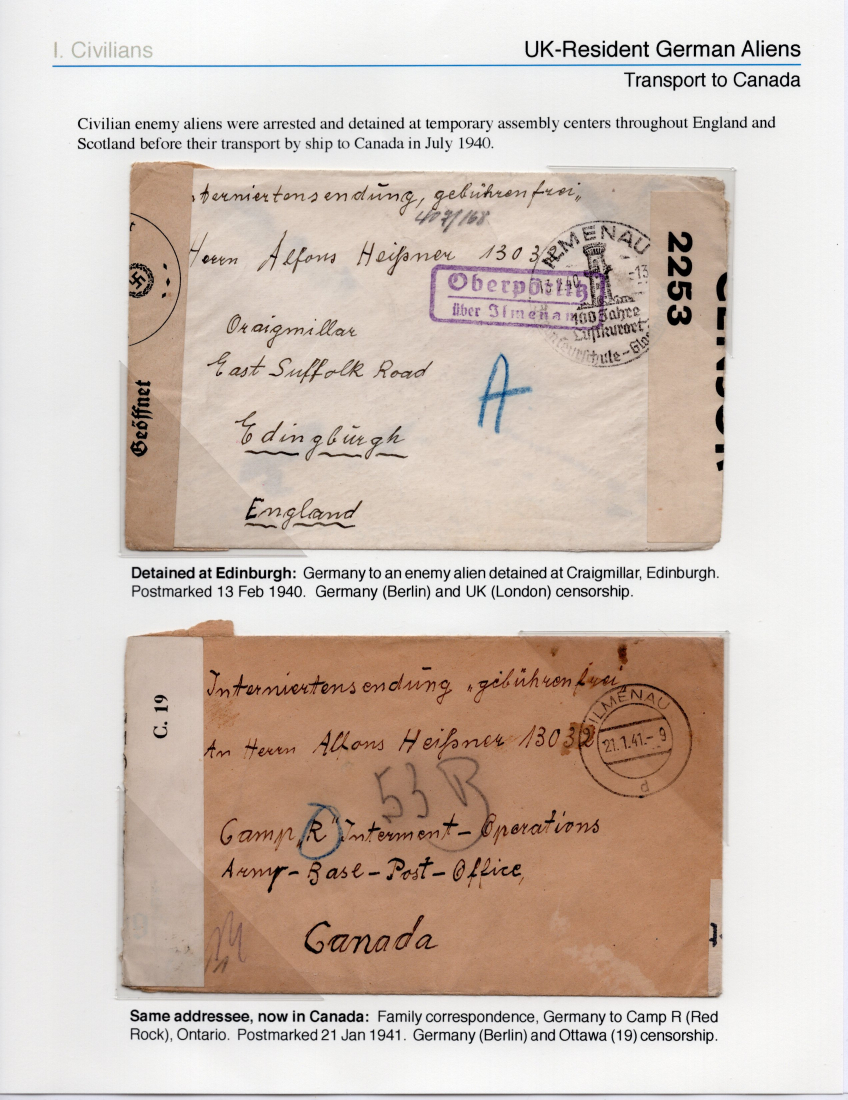 I. Civilians
UK-Resident German Aliens
Transport to Canada
Civilian enemy aliens were arrested and detained at temporary assembly centers throughout England and
Scotland before their transport by ship to Canada in July 1940.
Geöffnet
terniertensendung, gebührenfrei„
407/168
Herrn Alfons Heißner 1303
ILMENAU
Oberpörlitz
über Ilmenau
Luftkurort
Craigmillar
East Suffolk Road
A
Edingbürgh
England
2253
Detained at Edinburgh: Germany to an enemy alien detained at Craigmillar, Edinburgh.
Postmarked 13 Feb 1940. Germany (Berlin) and UK (London) censorship.
C. 19
Interniertensendung „gebührenfrei
ILMENAU
21.1.41.-9
An Herrn Alfons Heißner 13032
53 B
Camp „R" Interment-Operations
Army-Base-Post-Office,
Canada
Same addressee, now in Canada: Family correspondence, Germany to Camp R (Red
Rock), Ontario. Postmarked 21 Jan 1941. Germany (Berlin) and Ottawa (19) censorship.